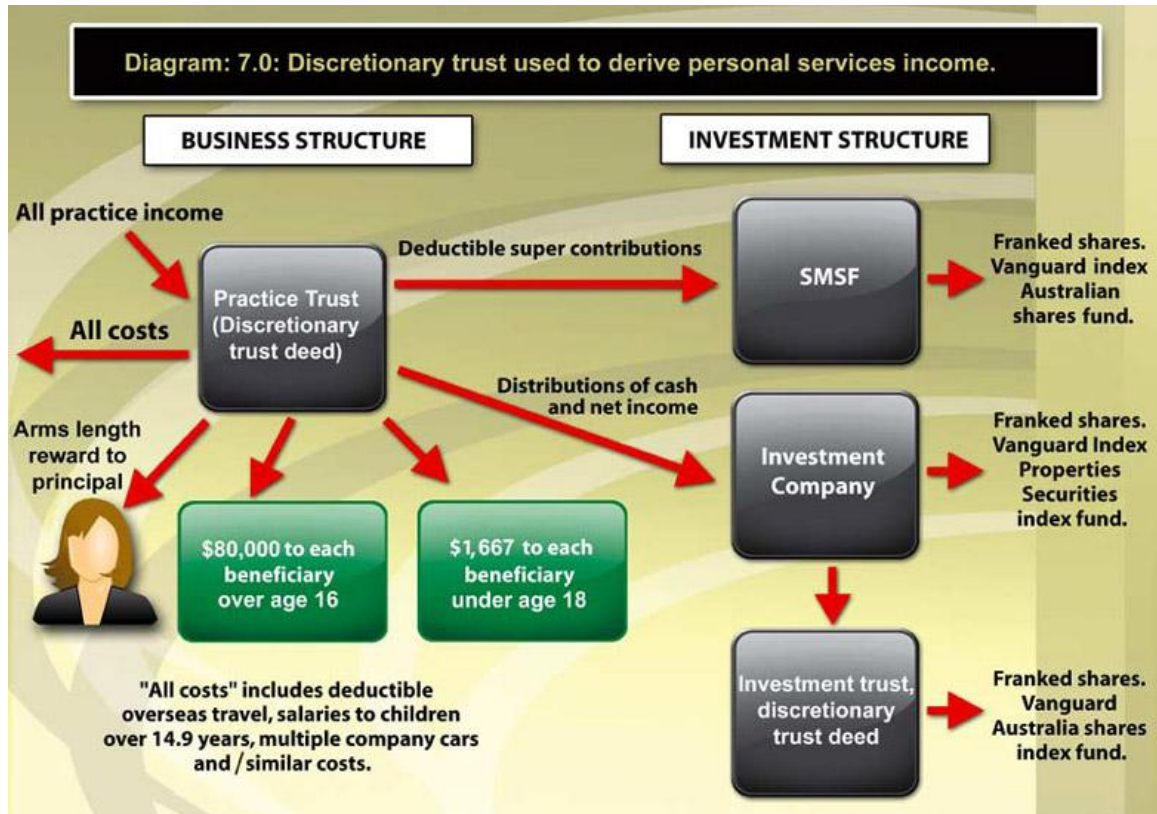 Diagram: 7.0: Discretionary trust used to derive personal services income.
BUSINESS STRUCTURE
INVESTMENT STRUCTURE
All practice income
Practice Trust
(Discretionary
trust deed)
All costs
Arms length
reward to
principal
$80,000 to each
beneficiary
over age 16
$1,667 to each
beneficiary
under age 18
"All costs" includes deductible
overseas travel, salaries to children
over 14.9 years, multiple company cars
and / similar costs.
Deductible super contributions
SMSF
Franked shares.
Vanguard index
Australian
shares fund.
Distributions of cash
and net income
Investment
Company
Franked shares.
Vanguard Index
Properties
Securities
index fund.
Investment trust,
discretionary
trust deed
Franked shares.
Vanguard
Australia shares
index fund.